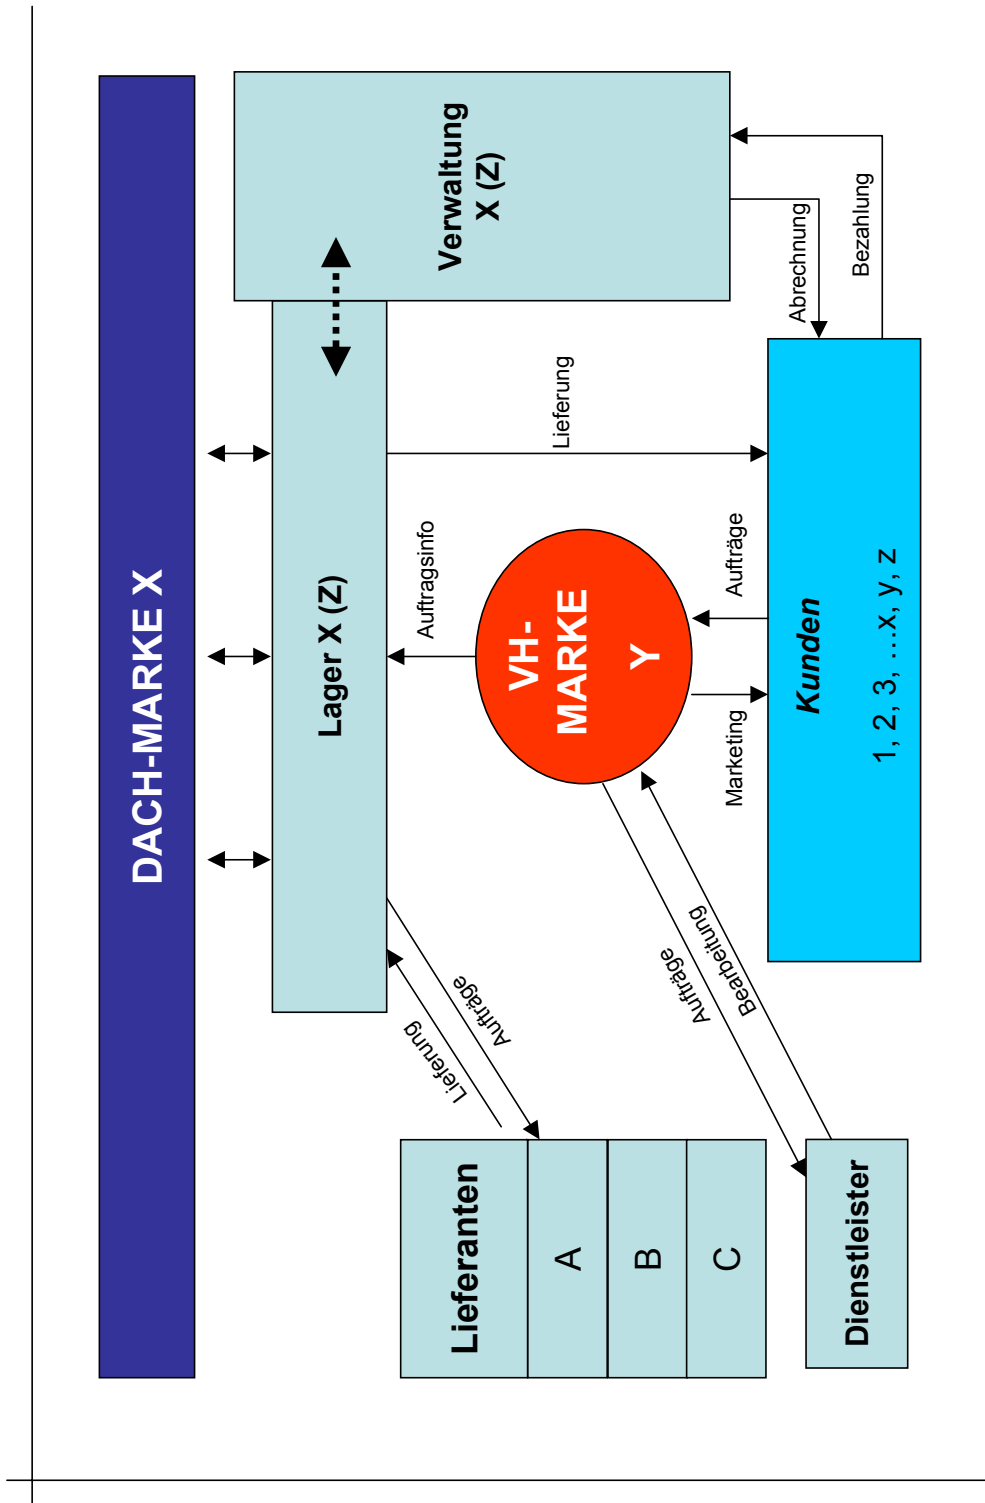 DACH-MARKE X
Verwaltung
X (Z)
Lager X (Z)
Lieferung
Aufträge
Auftragsinfo
Lieferung
Lieferanten
A
B
C
VH-
MARKE
Y
Aufträge
Bearbeitung
Marketing
Aufträge
Abrechnung
Bezahlung
Dienstleister
Kunden
1, 2, 3, ...x, y, z